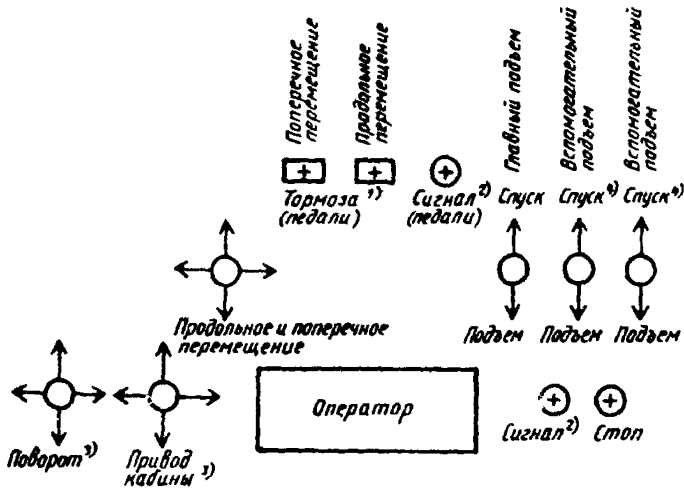 Поперечное
перемещение
Продольное
перемещение
Главный подъем
Вспомогательный
подъем
Вспомогательный
подъем
Тормоза 1)
(педали)
Сигнал 2)
(педали)
Спуск
Спуск 4)
Спуск 4)
Продольное и поперечное
перемещение
Подъем
Подъем
Подъем
Оператор
Сигнал 2)
Стоп
Поворот 3)
Привод
кабины 3)